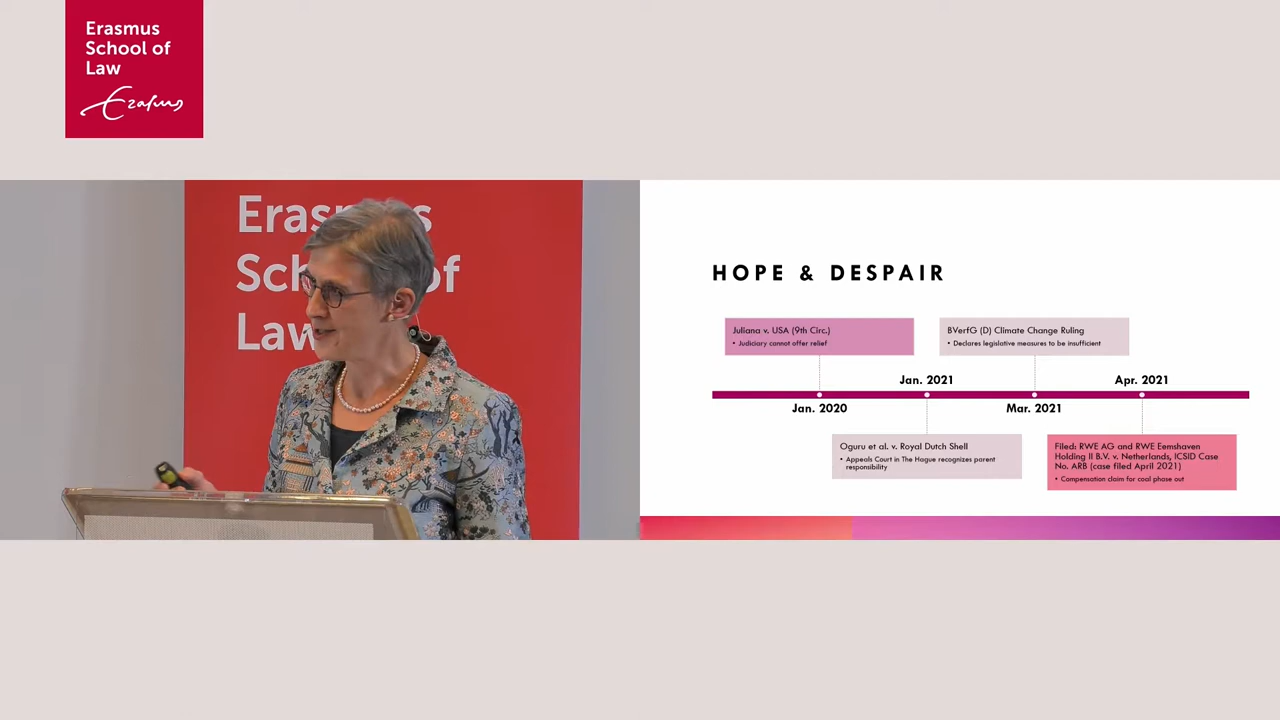 Erasmus
School of
Law
Erasmus
Erasmus
School of
Law
HOPE & DESPAIR
Juliana v. USA (9th Circ.)
• Judiciary cannot offer relief
BVerfG (D) Climate Change Ruling
• Declares legislative measures to be insufficient
Jan. 2021
Apr. 2021
Jan. 2020
Mar. 2021
Oguru et al. v. Royal Dutch Shell
• Appeals Court in The Hague recognizes parent
responsibility
Filed: RWE AG and RWE Eemshaven
Holding II B.V. v. Netherlands, ICSID Case
No. ARB (case filed April 2021)
• Compensation claim for coal phase out